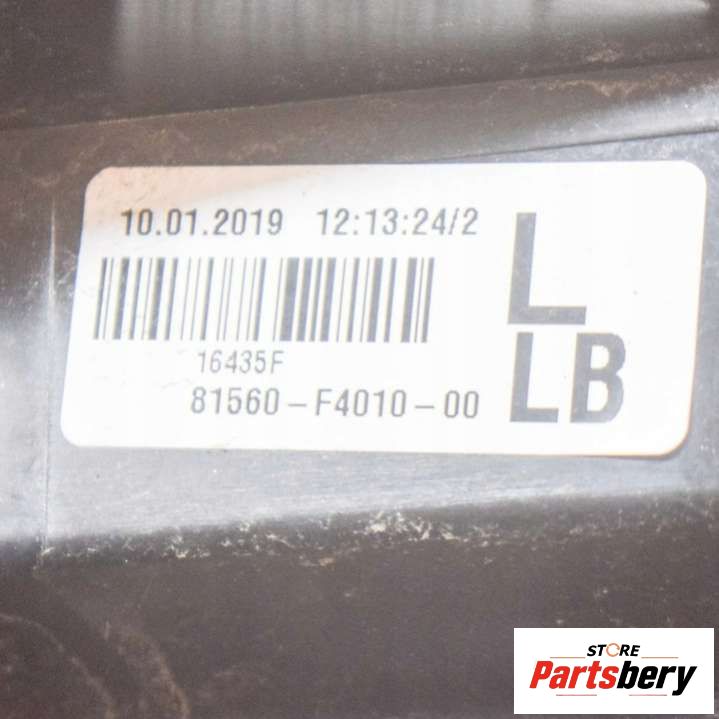 10.01.2019 12:13:24/2
L
16435F
81560-F4010-00
LB
STORE
Partsbery